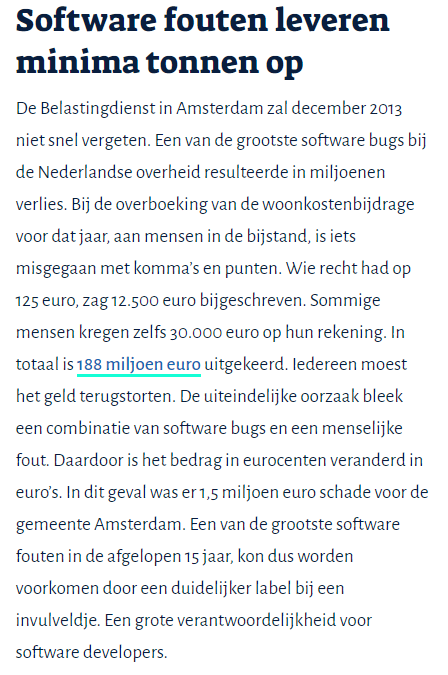 Software fouten leveren
minima tonnen op
De Belastingdienst in Amsterdam zal december 2013
niet snel vergeten. Een van de grootste software bugs bij
de Nederlandse overheid resulteerde in miljoenen
verlies. Bij de overboeking van de woonkostenbijdrage
voor dat jaar, aan mensen in de bijstand, is iets
misgegaan met komma's en punten. Wie recht had op
125 euro, zag 12.500 euro bijgeschreven. Sommige
mensen kregen zelfs 30.000 euro op hun rekening. In
totaal is 188 miljoen euro uitgekeerd. Iedereen moest
het geld terugstorten. De uiteindelijke oorzaak bleek
een combinatie van software bugs en een menselijke
fout. Daardoor is het bedrag in eurocenten veranderd in
euro's. In dit geval was er 1,5 miljoen euro schade voor de
gemeente Amsterdam. Een van de grootste software
fouten in de afgelopen 15 jaar, kon dus worden
voorkomen door een duidelijker label bij een
invulveldje. Een grote verantwoordelijkheid voor
software developers.